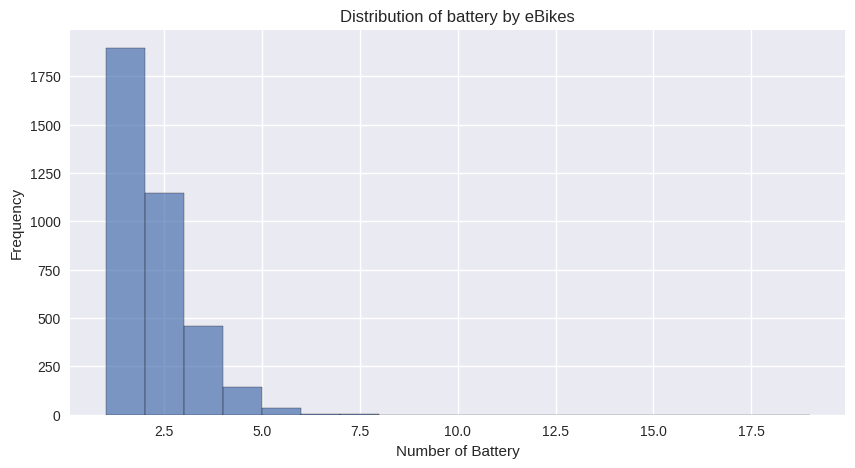 Distribution of battery by eBikes
1750
1500
1250
1000
750
500
250
0
Frequency
2.5 5.0 7.5 10.0 12.5 15.0 17.5
Number of Battery